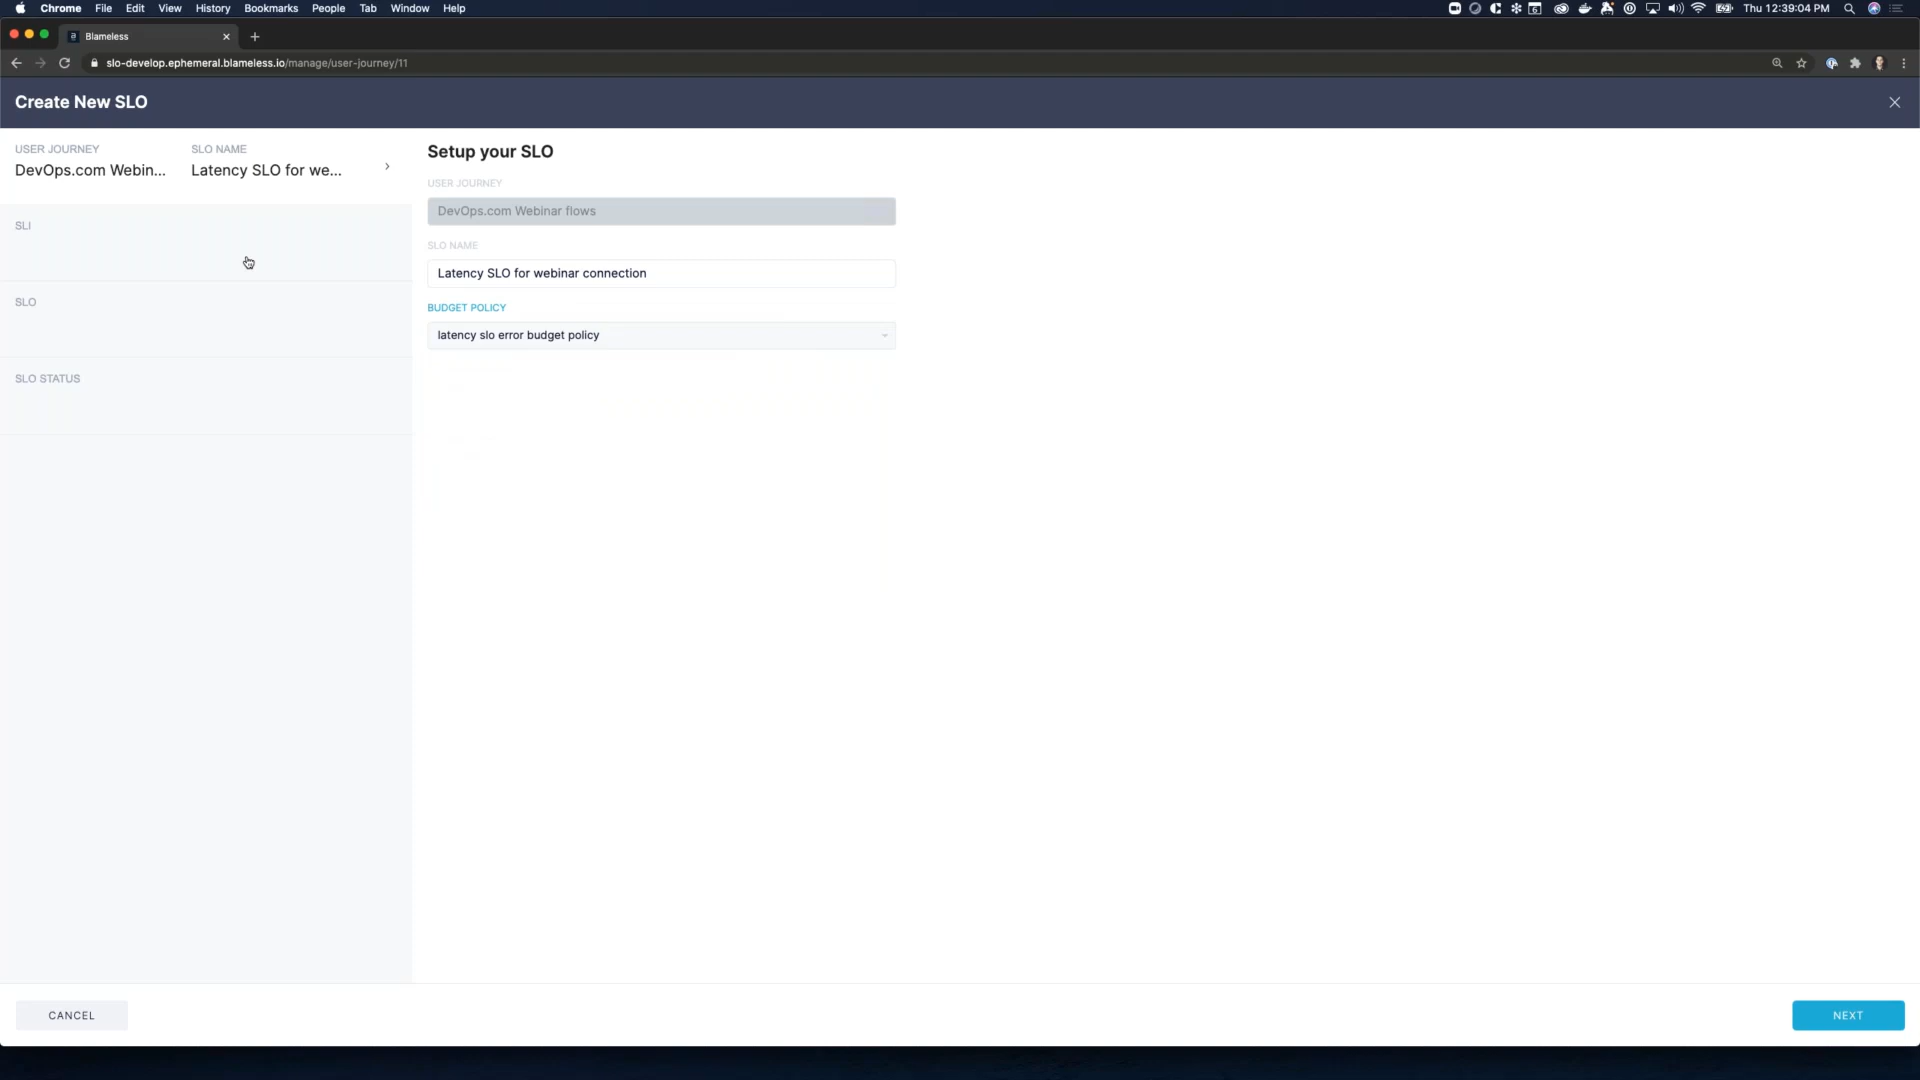 Chrome File Edit View History Bookmarks People Tab Window Help
Thu 12:39:04 PM
Blameless
slo-develop.ephemeral.blameless.io/manage/user-journey/11
Create New SLO
USER JOURNEY
SLO NAME
DevOps.com Webin...
Latency SLO for we...
SLI
SLO
SLO STATUS
Setup your SLO
USER JOURNEY
DevOps.com Webinar flows
SLO NAME
Latency SLO for webinar connection
BUDGET POLICY
latency slo error budget policy
CANCEL
NEXT